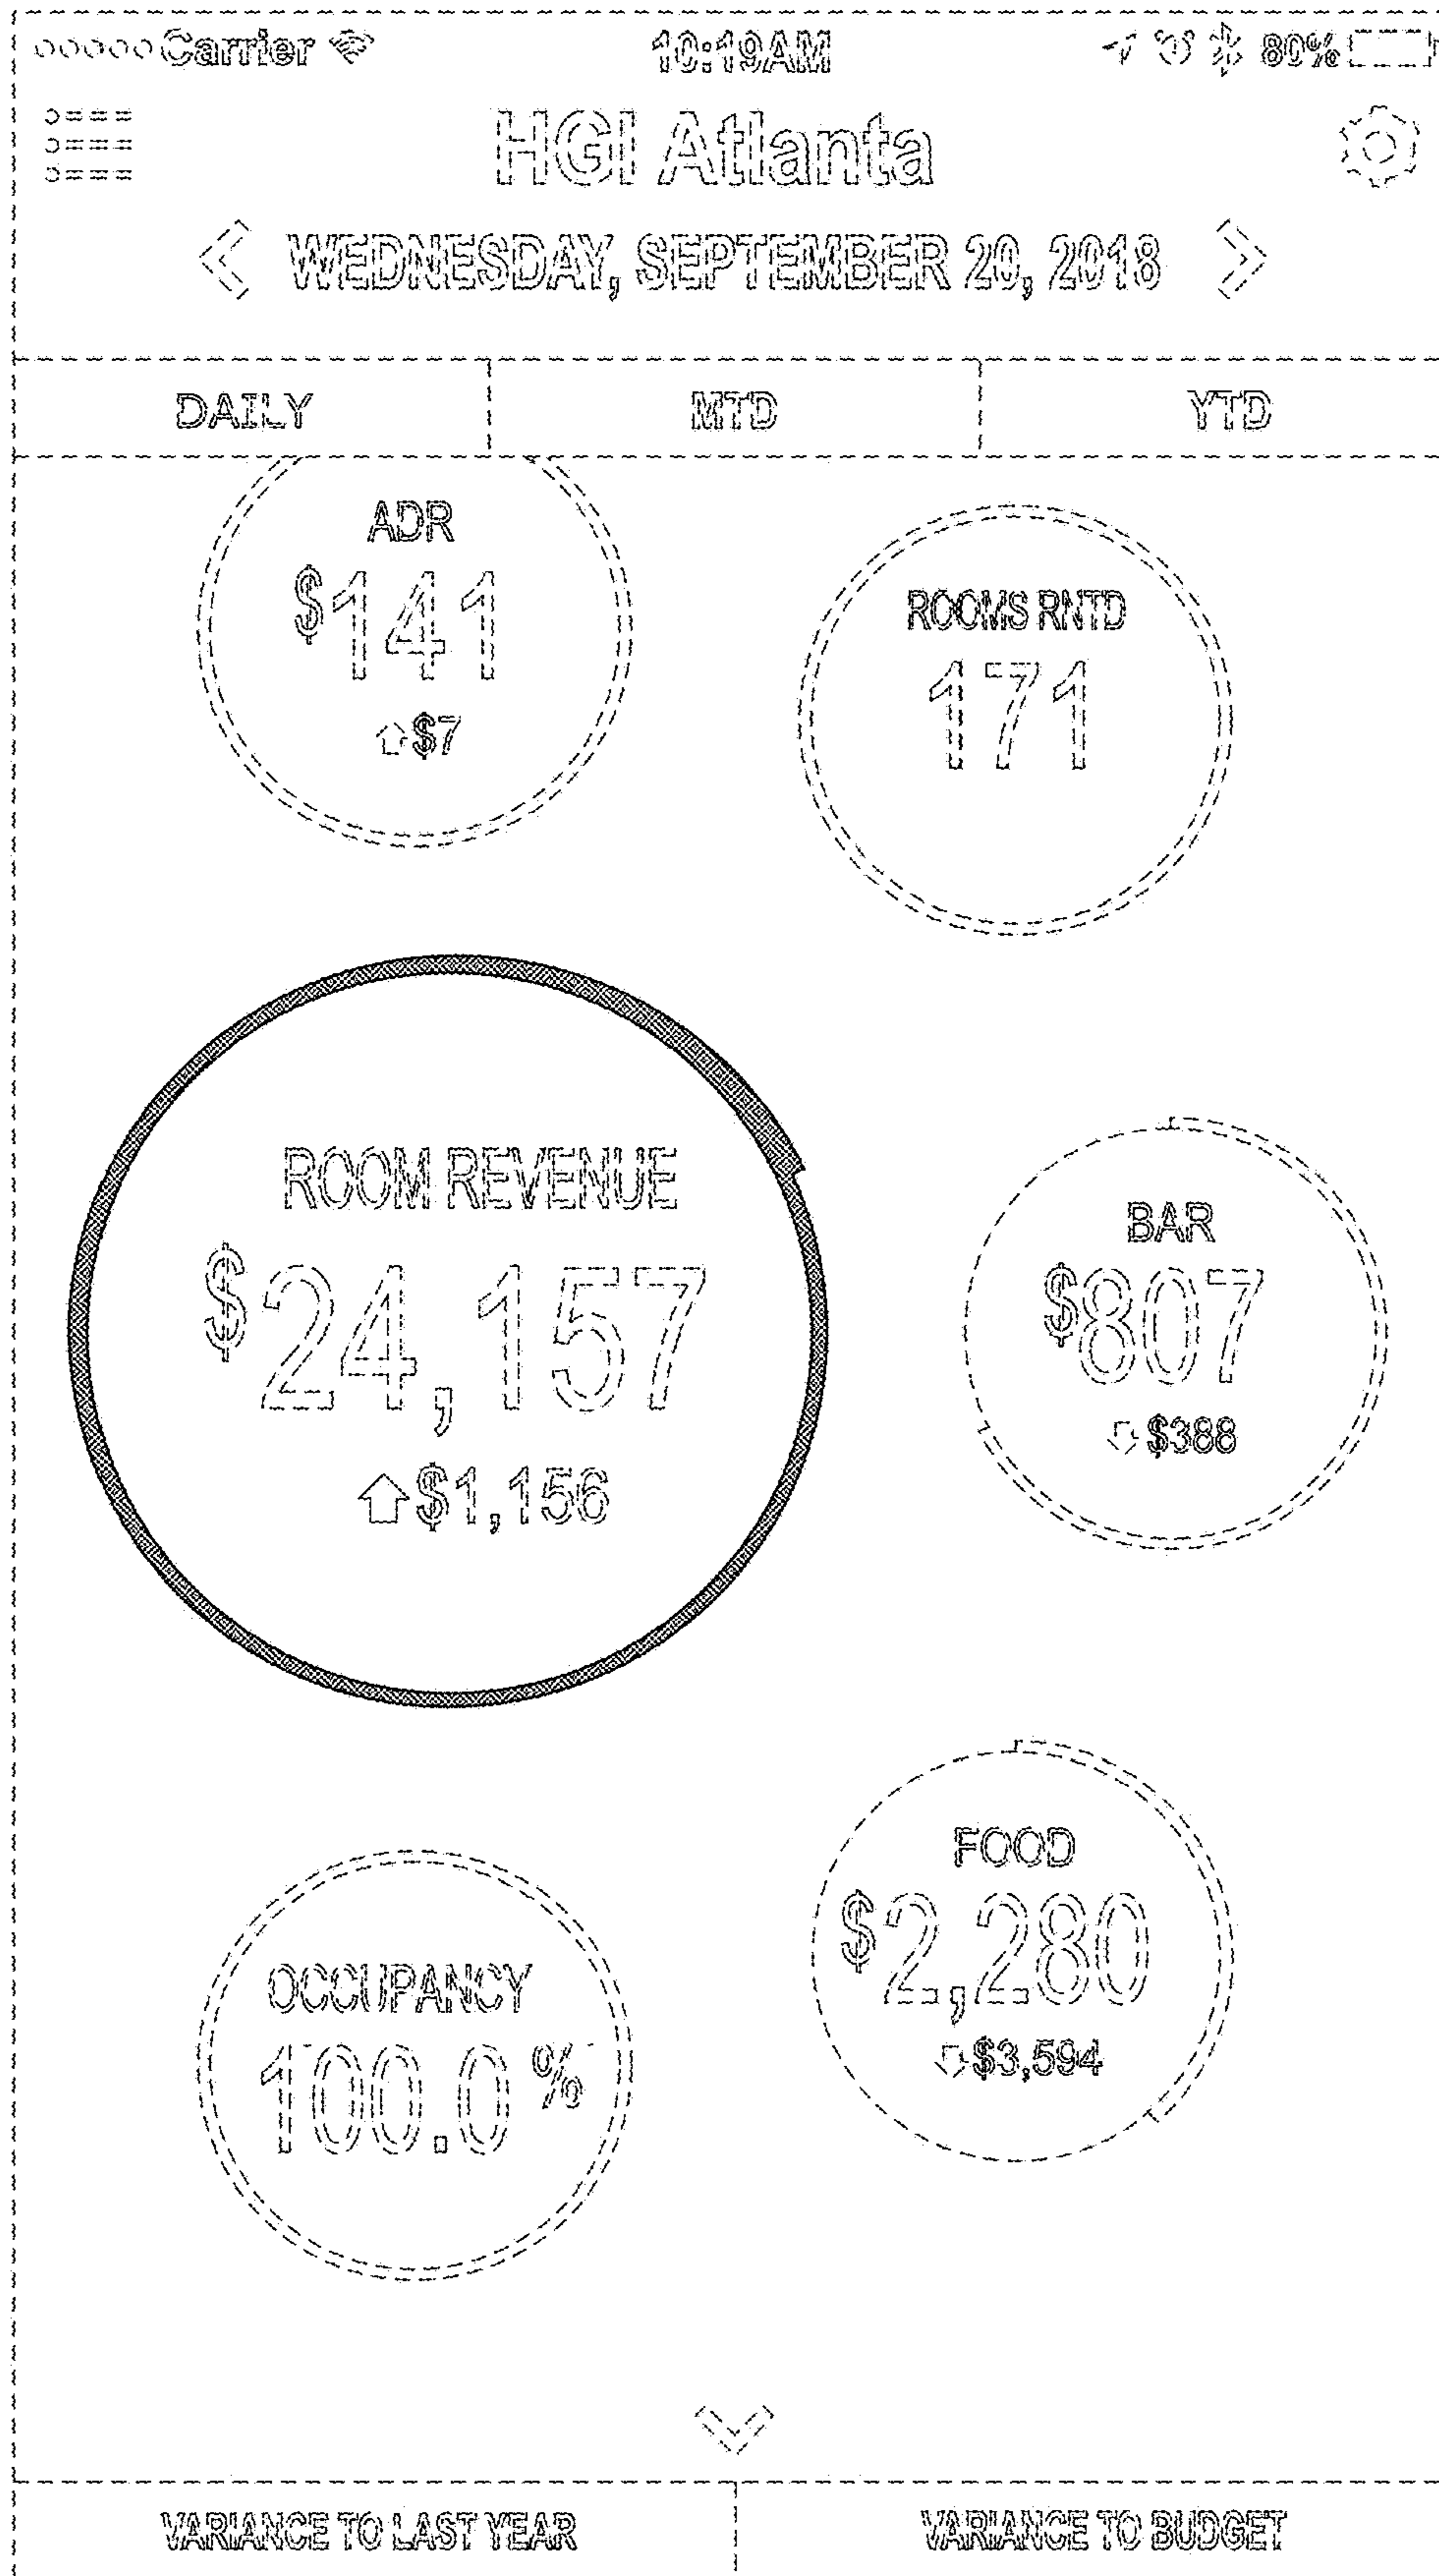 Carrier 10:19AM 80%
HGI Atlanta
WEDNESDAY, SEPTEMBER 20, 2018
DAILY MTD YTD
ADR
$141
$7
ROOMS RNTD
171
ROOM REVENUE
$24,157
$1,156
BAR
$807
$388
FOOD
$2,280
$3,594
OCCUPANCY
100.0%
VARIANCE TO LAST YEAR VARIANCE TO BUDGET